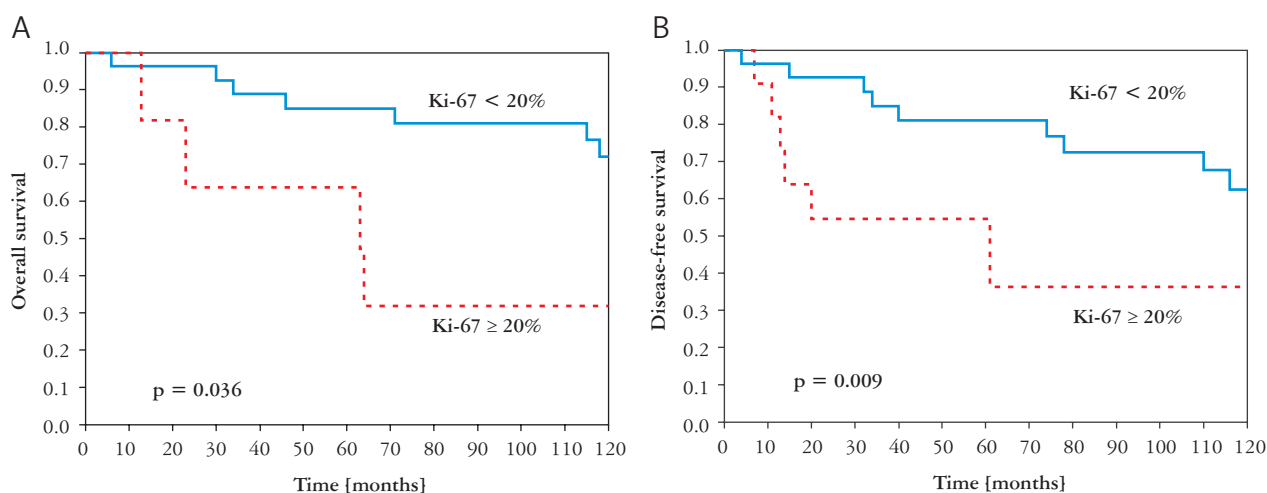 A
Overall survival
1.0
0.9
0.8
0.7
0.6
0.5
0.4
0.3
0.2
0.1
0.0
Ki-67 < 20%
Ki-67 ≥ 20%
p = 0.036
0 10 20 30 40 50 60 70 80 90 100 110 120
Time [months]
B
Disease-free survival
1.0
0.9
0.8
0.7
0.6
0.5
0.4
0.3
0.2
0.1
0.0
Ki-67 < 20%
Ki-67 ≥ 20%
p = 0.009
0 10 20 30 40 50 60 70 80 90 100 110 120
Time [months]